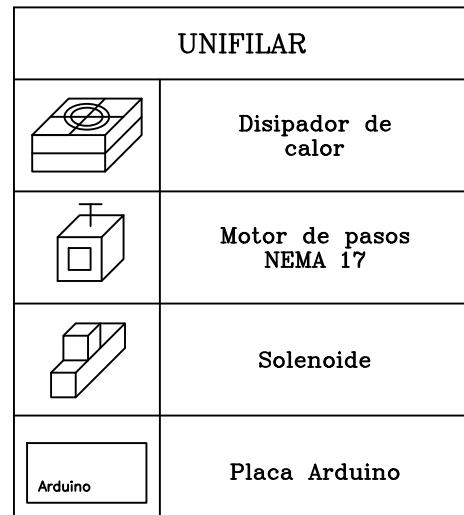 UNIFILAR
Disipador de
calor
Motor de pasos
NEMA 17
Solenoide
Arduino
Placa Arduino